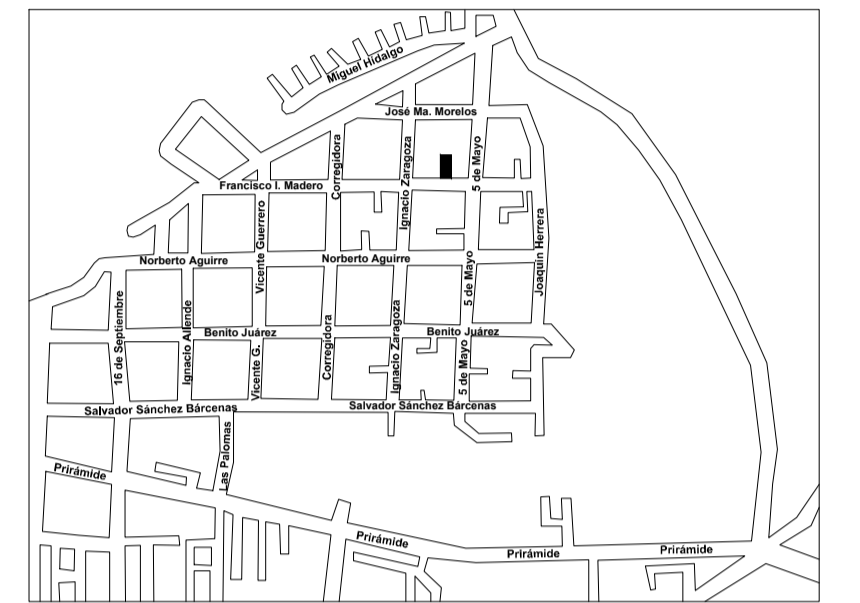 Miguel Hidalgo
José Ma. Morelos
Corregidora
Ignacio Zaragoza
5 de Mayo
Francisco I. Madero
Vicente Guerrero
Joaquin Herrera
Norberto Aguirre
Norberto Aguirre
5 de Mayo
16 de Septiembre
Ignacio Allende
Benito Juárez
Vicente G.
Corregidora
Ignacio Zaragoza
Benito Juárez
5 de Mayo
Salvador Sánchez Bárcenas
Salvador Sánchez Bárcenas
Las Palomas
Prirámide
Prirámide
Prirámide
Prirámide